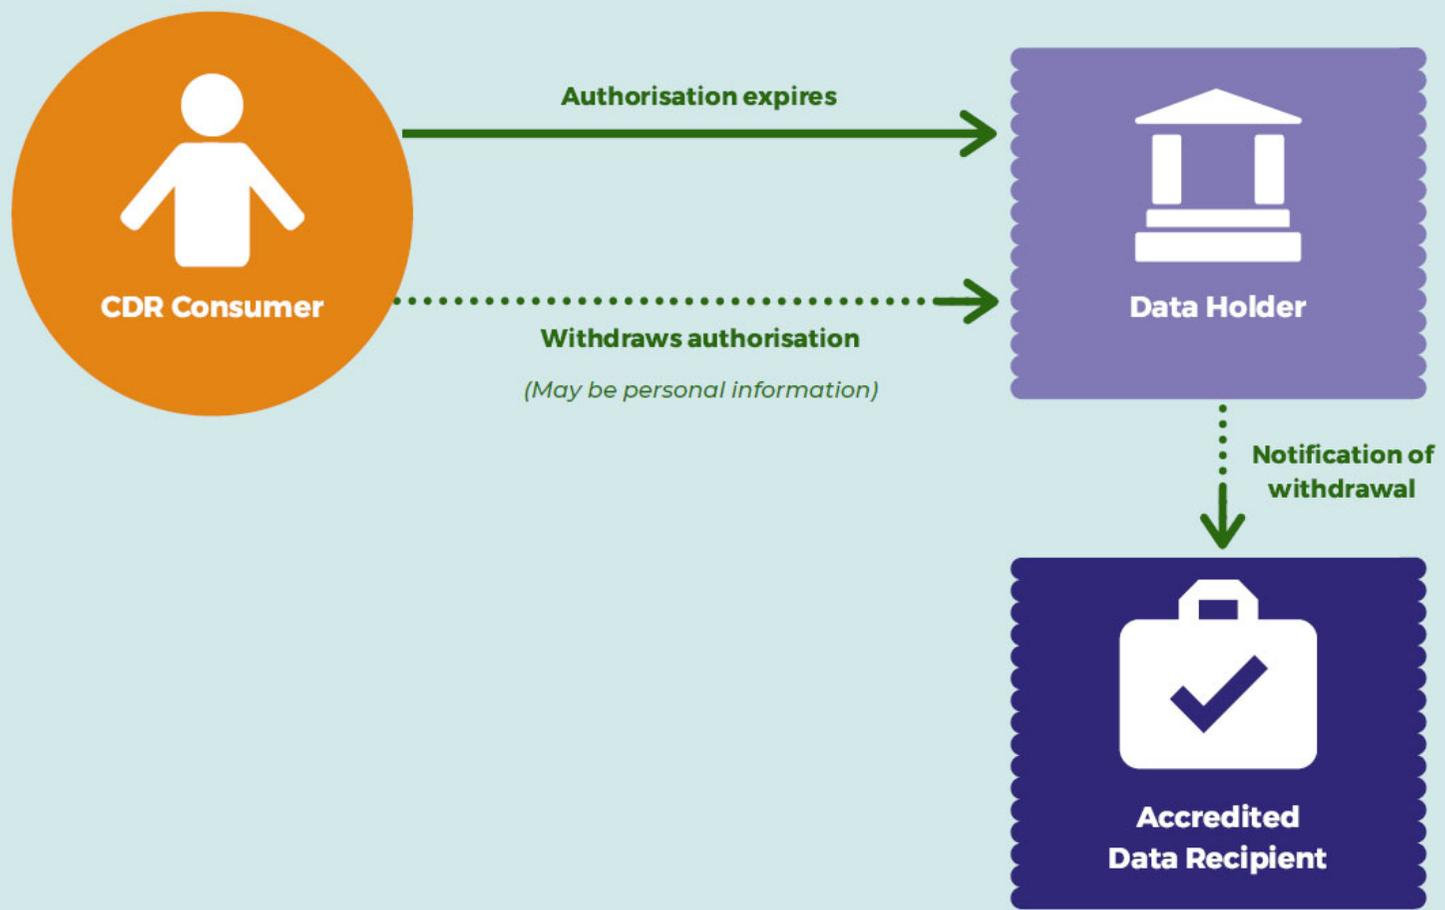 Authorisation expires
CDR Consumer
Withdraws authorisation
(May be personal information)
Data Holder
Notification of
withdrawal
Accredited
Data Recipient